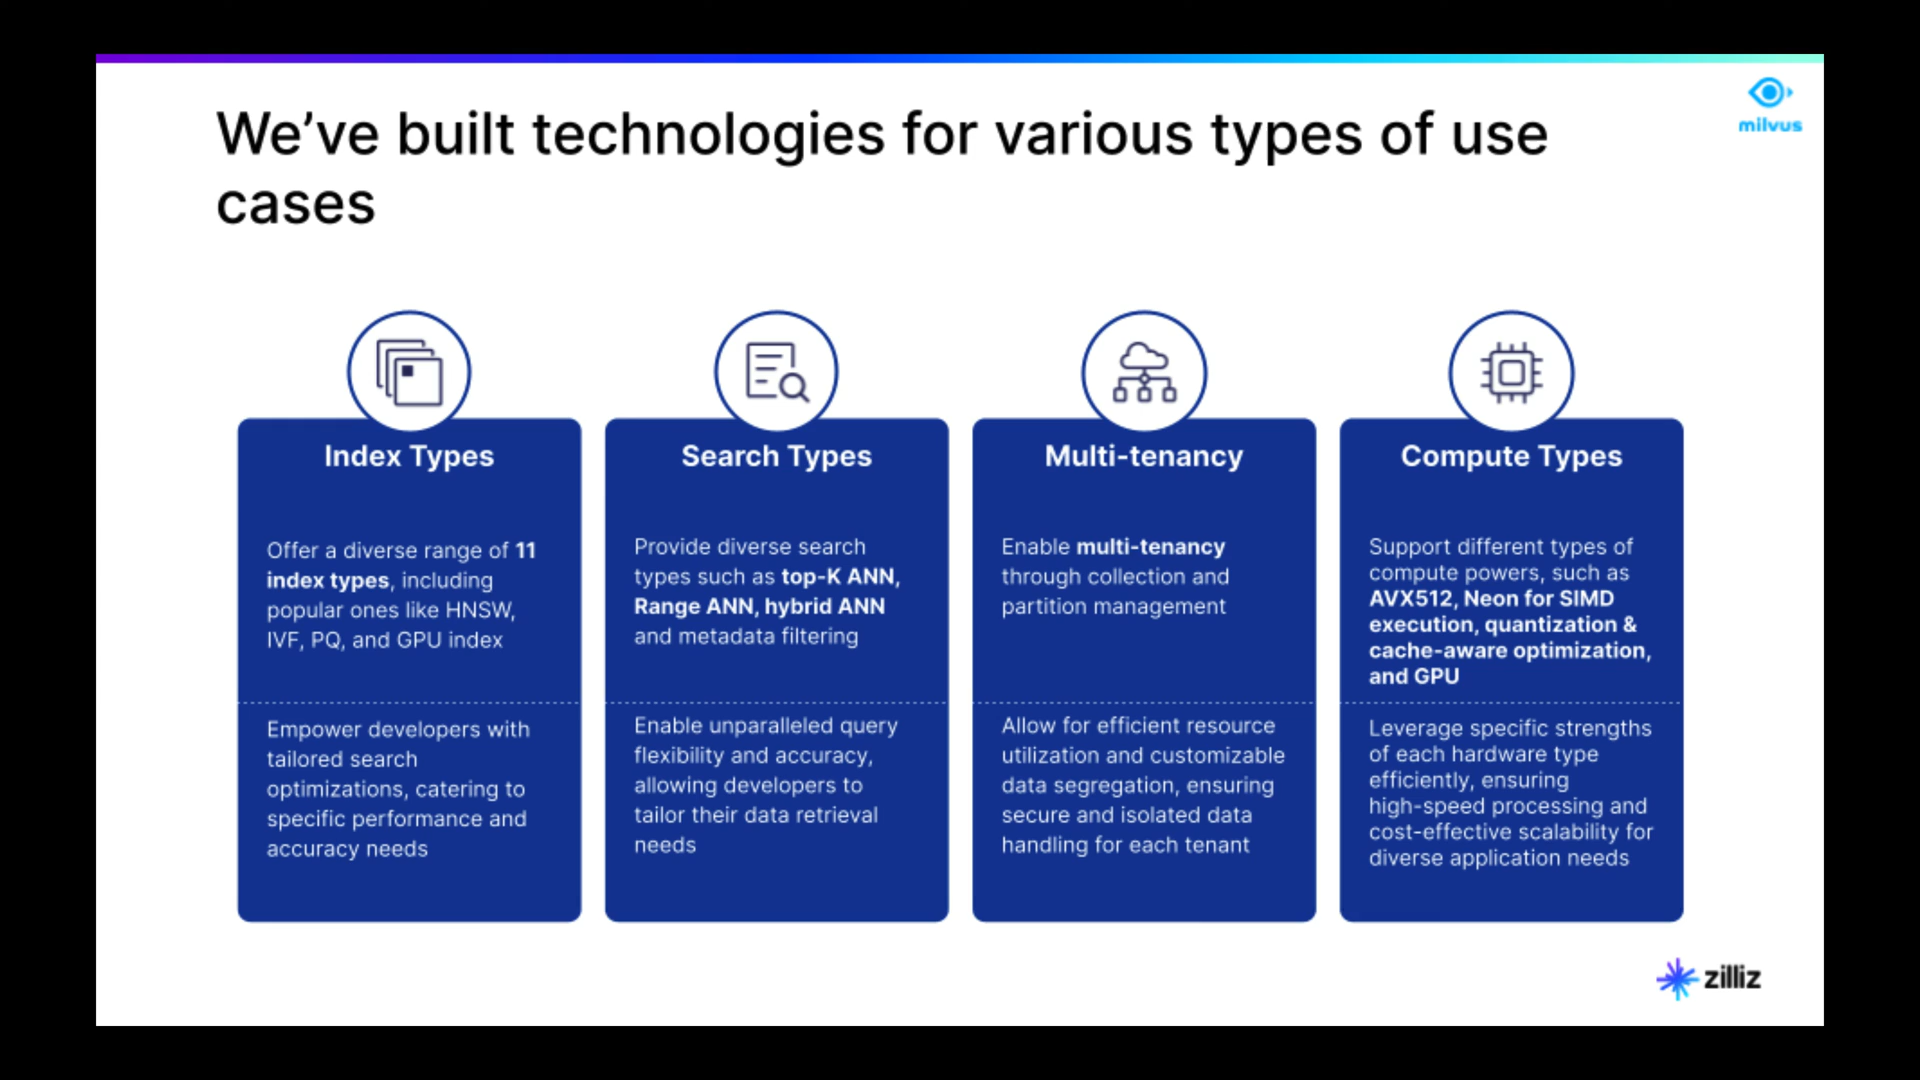 milvus
We've built technologies for various types of use
cases
Index Types
Offer a diverse range of 11
index types, including
popular ones like HNSW,
IVF, PQ, and GPU index
Empower developers with
tailored search
optimizations, catering to
specific performance and
accuracy needs
Search Types
Provide diverse search
types such as top-K ANN,
Range ANN, hybrid ANN
and metadata filtering
Enable unparalleled query
flexibility and accuracy,
allowing developers to
tailor their data retrieval
needs
Multi-tenancy
Enable multi-tenancy
through collection and
partition management
Allow for efficient resource
utilization and customizable
data segregation, ensuring
secure and isolated data
handling for each tenant
Compute Types
Support different types of
compute powers, such as
AVX512, Neon for SIMD
execution, quantization &
cache-aware optimization,
and GPU
Leverage specific strengths
of each hardware type
efficiently, ensuring
high-speed processing and
cost-effective scalability for
diverse application needs
zilliz